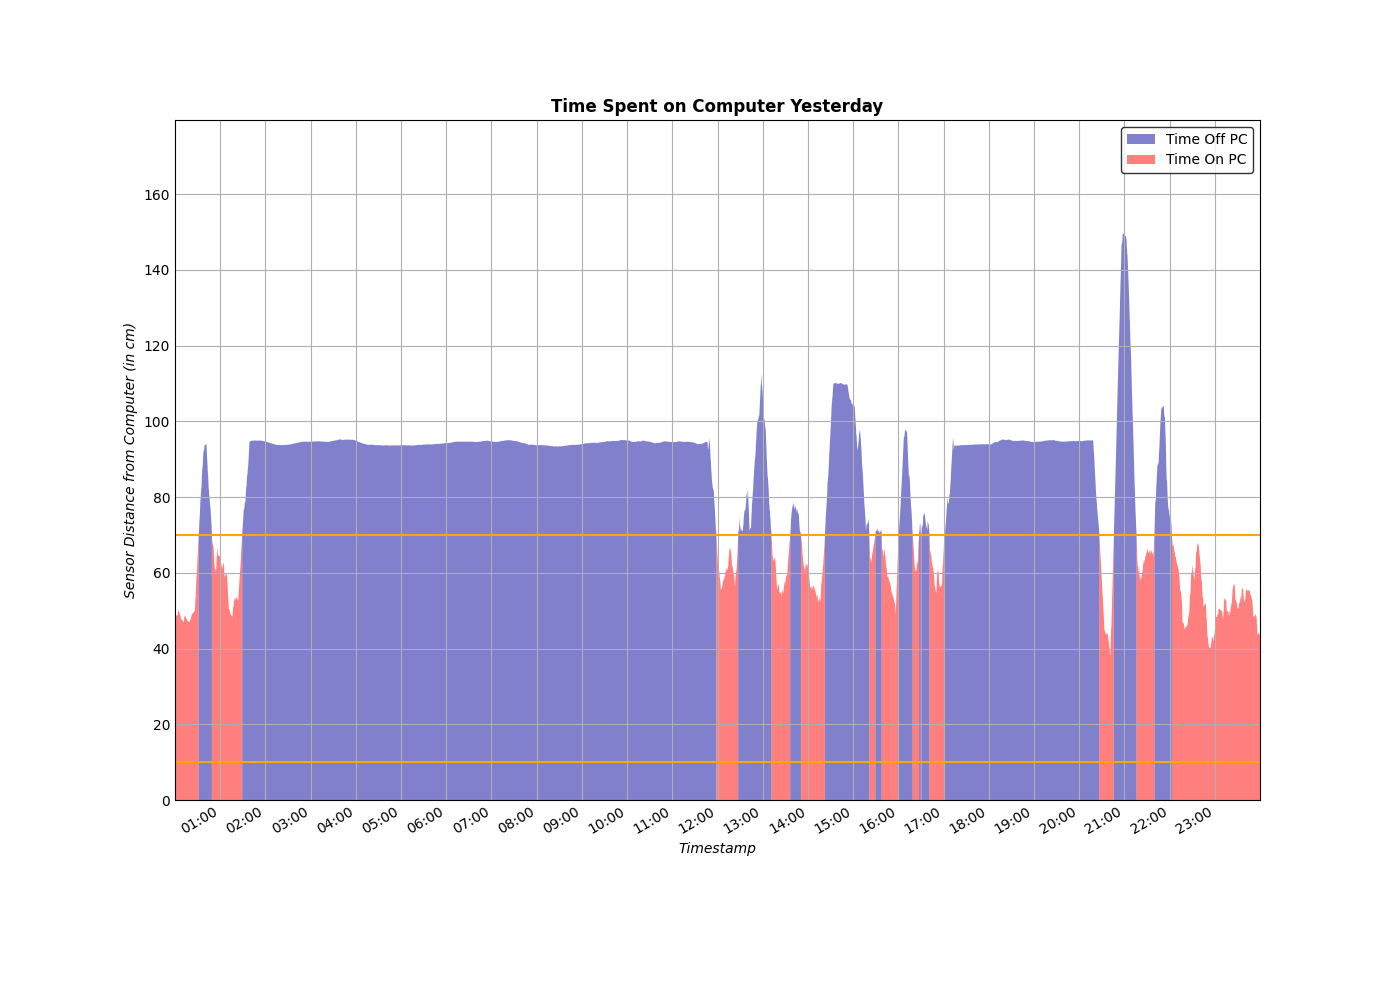 Time Spent on Computer Yesterday
Time Off PC
Time On PC
160
140
120
100
80
60
40
20
0
Sensor Distance from Computer (in cm)
01:00 02:00 03:00 04:00 05:00 06:00 07:00 08:00 09:00 10:00 11:00 12:00 13:00 14:00 15:00 16:00 17:00 18:00 19:00 20:00 21:00 22:00 23:00
Timestamp